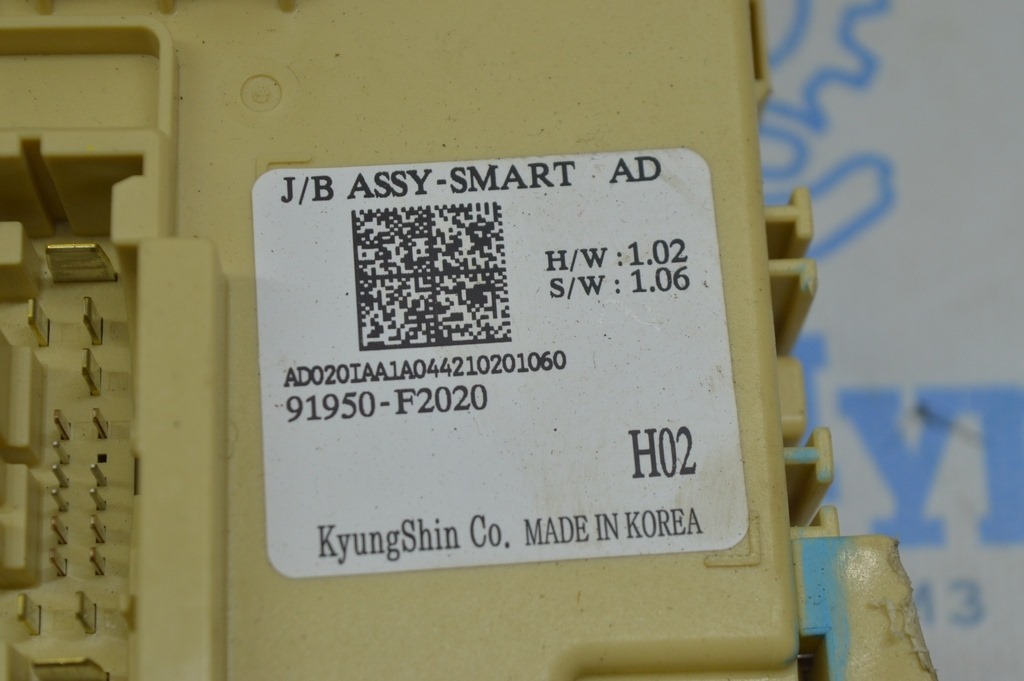 J/B ASSY-SMART AD
H/W : 1.02
S/W : 1.06
AD020IAA1A044210201060
91950-F2020
H02
KyungShin Co. MADE IN KOREA